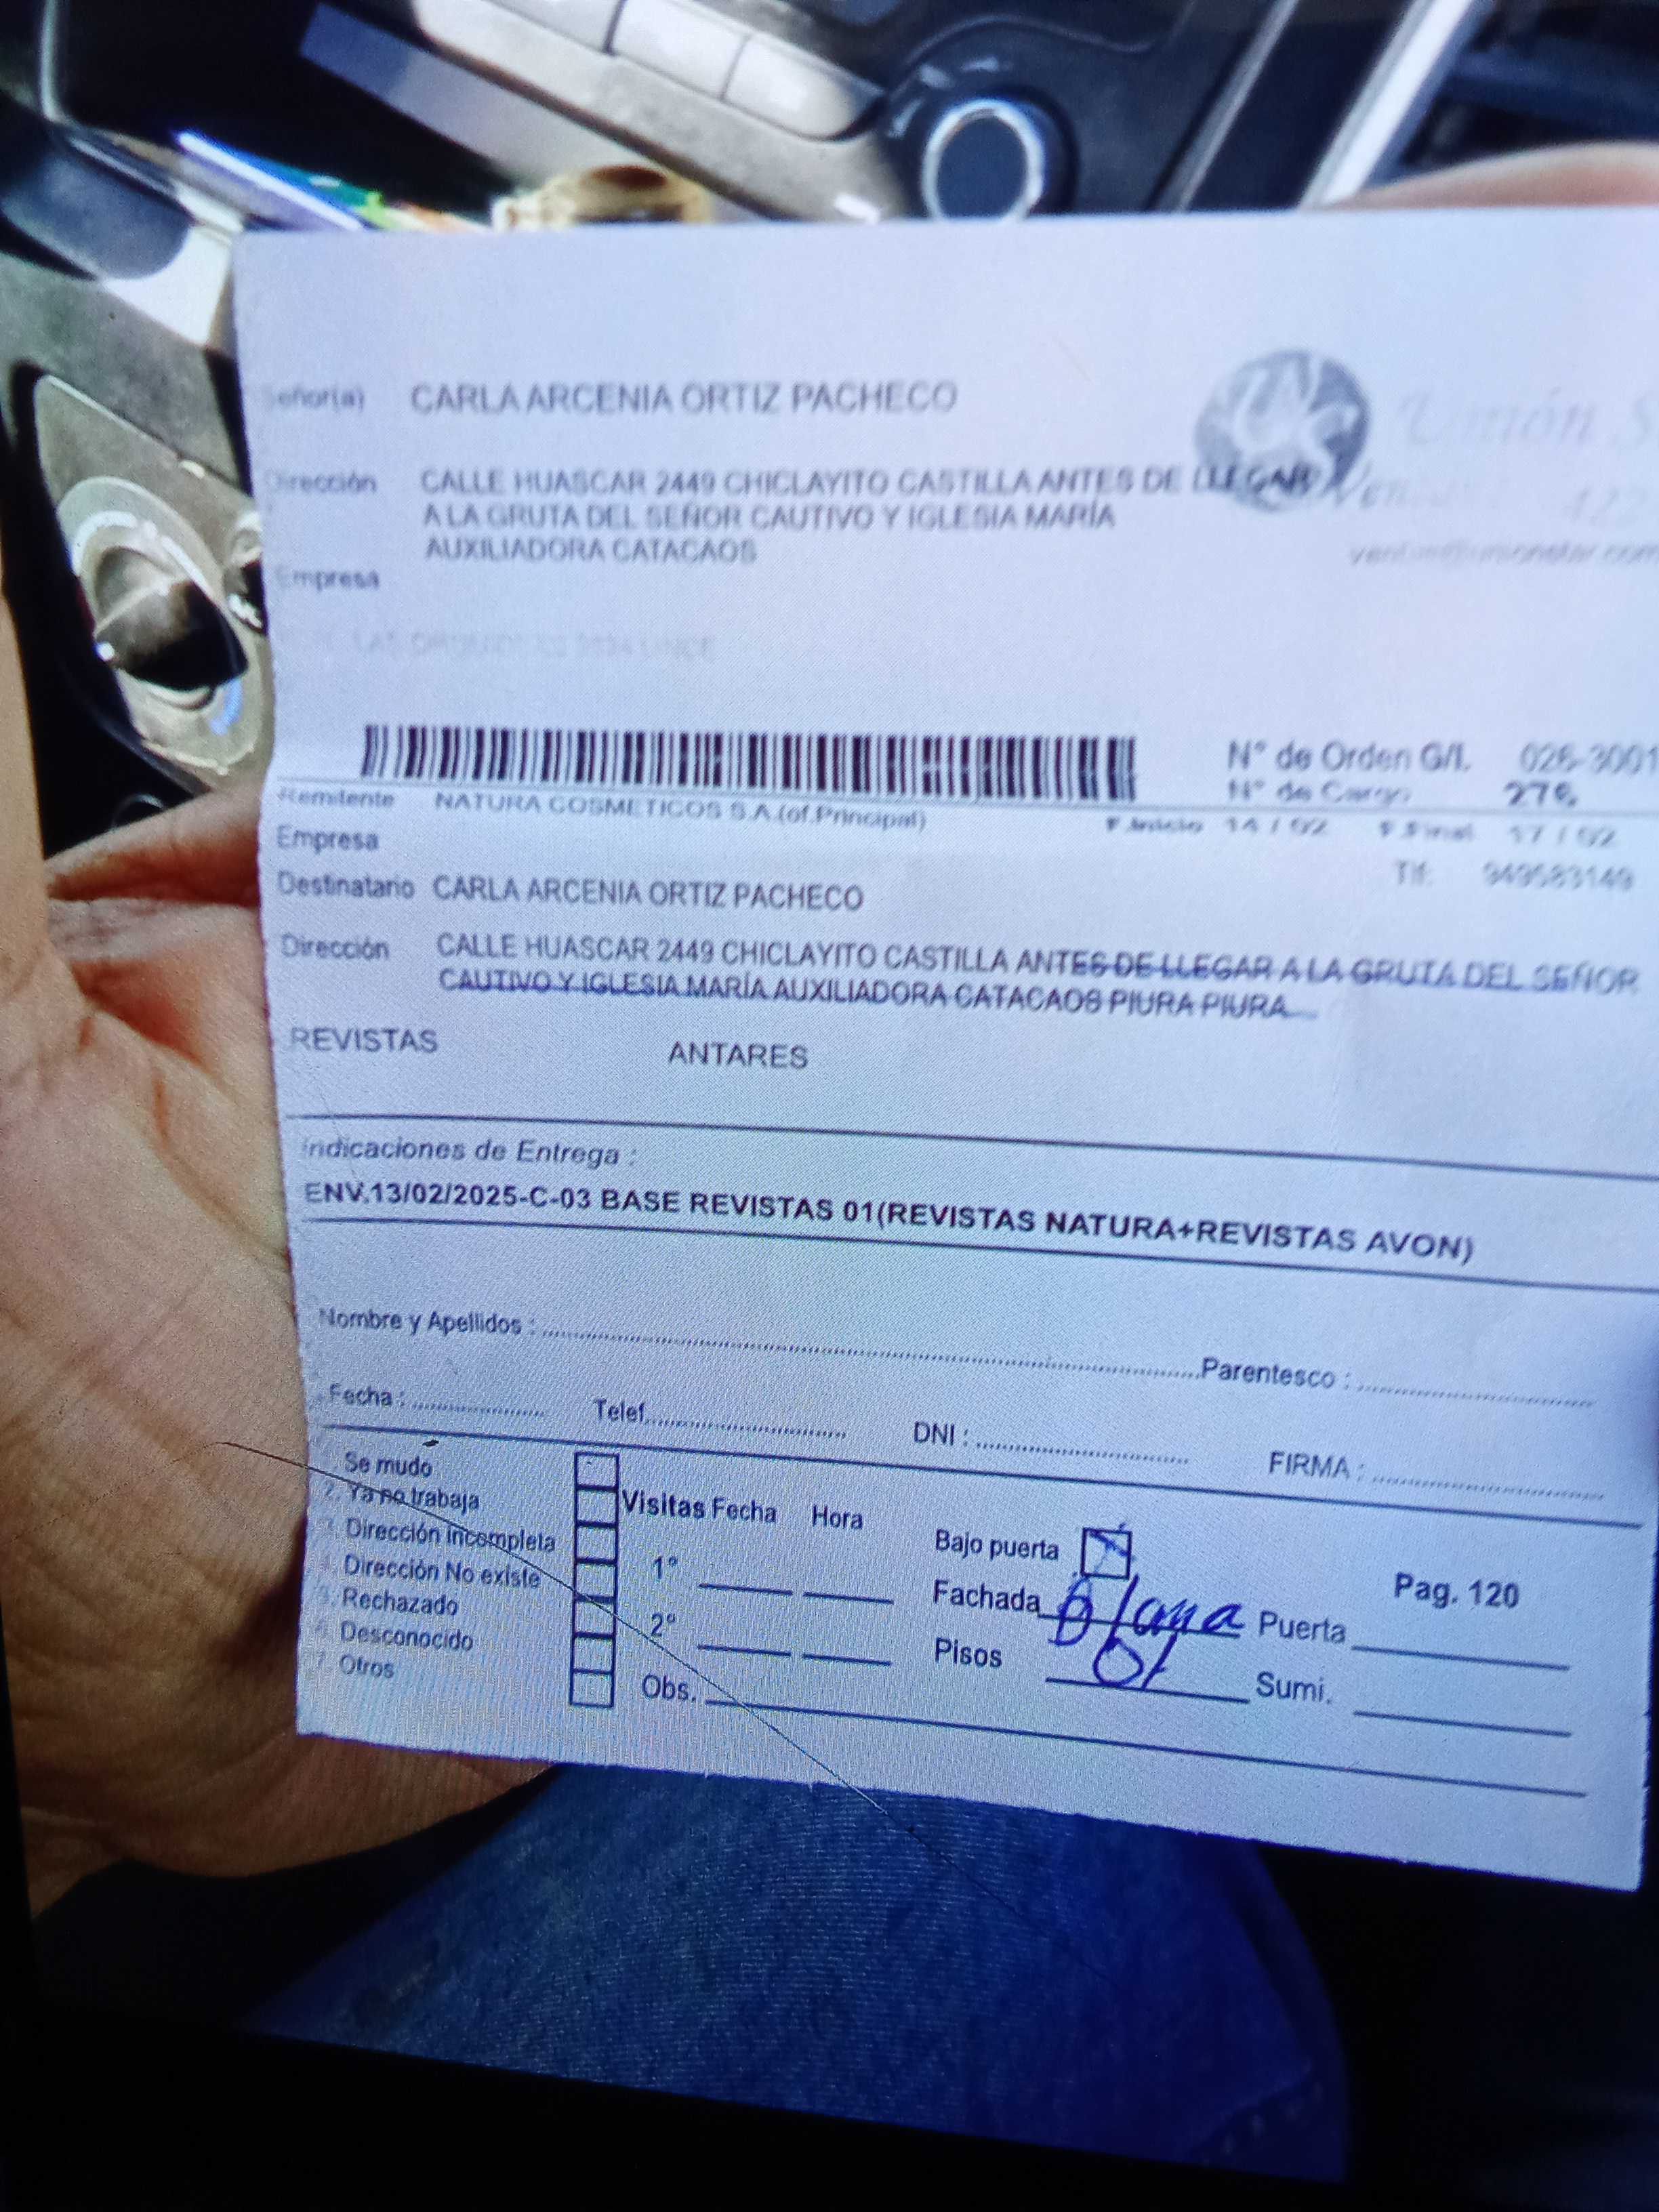 Señor(a) CARLA ARCENIA ORTIZ PACHECO
Unión S
Dirección CALLE HUASCAR 2449 CHICLAYITO CASTILLA ANTES DE LLEGAR
A LA GRUTA DEL SEÑOR CAUTIVO Y IGLESIA MARÍA
AUXILIADORA CATACAOS
Empresa
N° de Orden G/I. 026-3001
N° de Cargo 276
Remitente NATURA COSMETICOS S.A.(of.Principal) F.Inicio 14 / 02 F.Final 17 / 02
Empresa
Tlf: 949583149
Destinatario CARLA ARCENIA ORTIZ PACHECO
Dirección CALLE HUASCAR 2449 CHICLAYITO CASTILLA ANTES DE LLEGAR A LA GRUTA DEL SEÑOR
CAUTIVO Y IGLESIA MARÍA AUXILIADORA CATACAOS PIURA PIURA
REVISTAS ANTARES
Indicaciones de Entrega :
ENV.13/02/2025-C-03 BASE REVISTAS 01(REVISTAS NATURA+REVISTAS AVON)
Nombre y Apellidos : Parentesco :
Fecha : Telef. DNI : FIRMA :
Se mudo
2. Ya no trabaja
Dirección incompleta
Dirección No existe
Rechazado
Desconocido
Otros
Visitas Fecha Hora
1°
2°
Obs.
Bajo puerta
Fachada Blanca Puerta
Pisos 01 Sumi.
Pag. 120